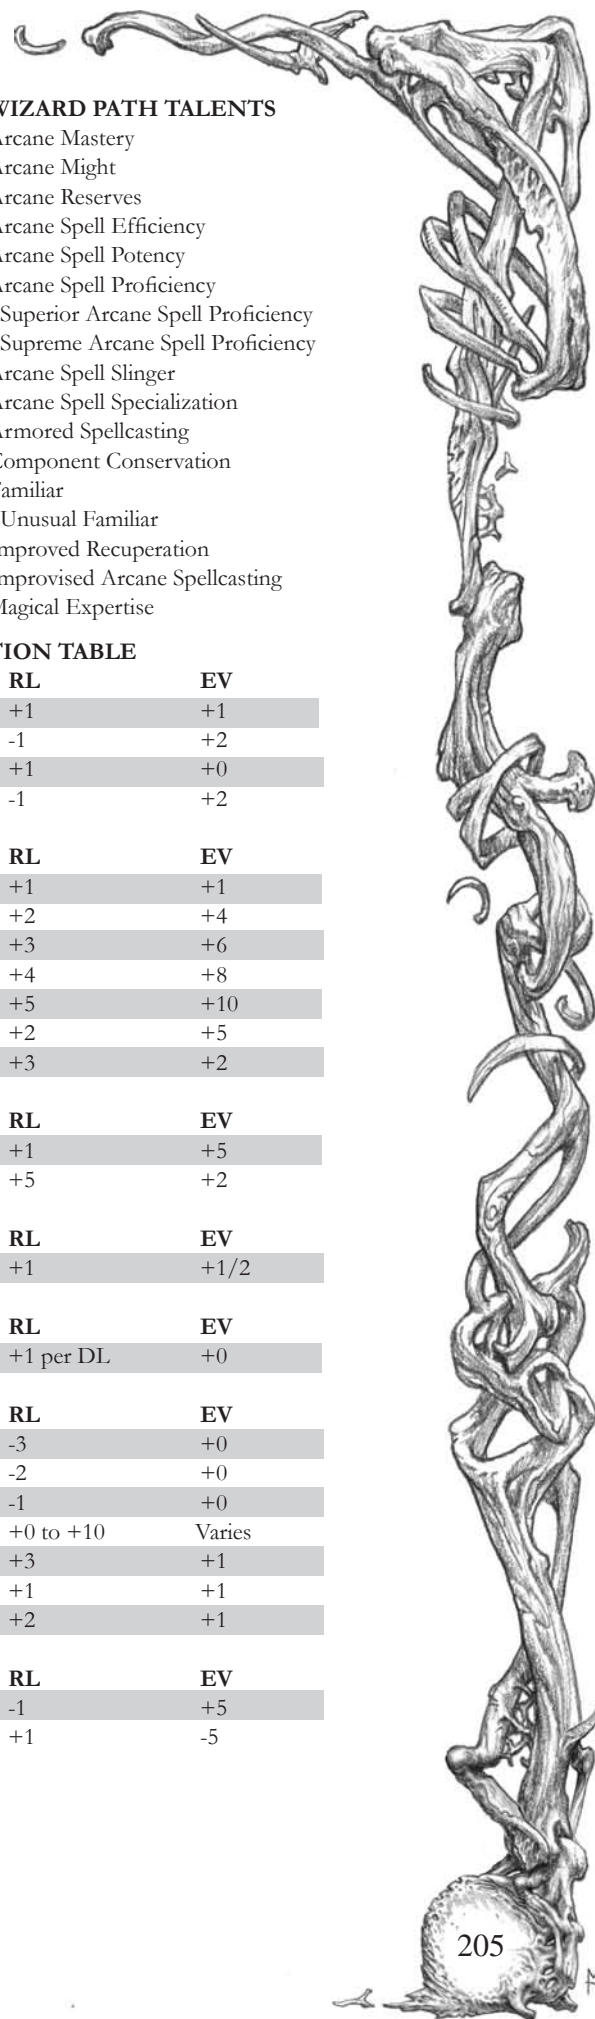 WIZARD PATH TALENTS
Arcane Mastery
Arcane Might
Arcane Reserves
Arcane Spell Efficiency
Arcane Spell Potency
Arcane Spell Proficiency
Superior Arcane Spell Proficiency
Supreme Arcane Spell Proficiency
Arcane Spell Slinger
Arcane Spell Specialization
Armored Spellcasting
Component Conservation
Familiar
Unusual Familiar
Improved Recuperation
Improvised Arcane Spellcasting
Magical Expertise
TION TABLE
RL EV
+1 +1
-1 +2
+1 +0
-1 +2
RL EV
+1 +1
+2 +4
+3 +6
+4 +8
+5 +10
+2 +5
+3 +2
RL EV
+1 +5
+5 +2
RL EV
+1 +1/2
RL EV
+1 per DL +0
RL EV
-3 +0
-2 +0
-1 +0
+0 to +10 Varies
+3 +1
+1 +1
+2 +1
RL EV
-1 +5
+1 -5
205